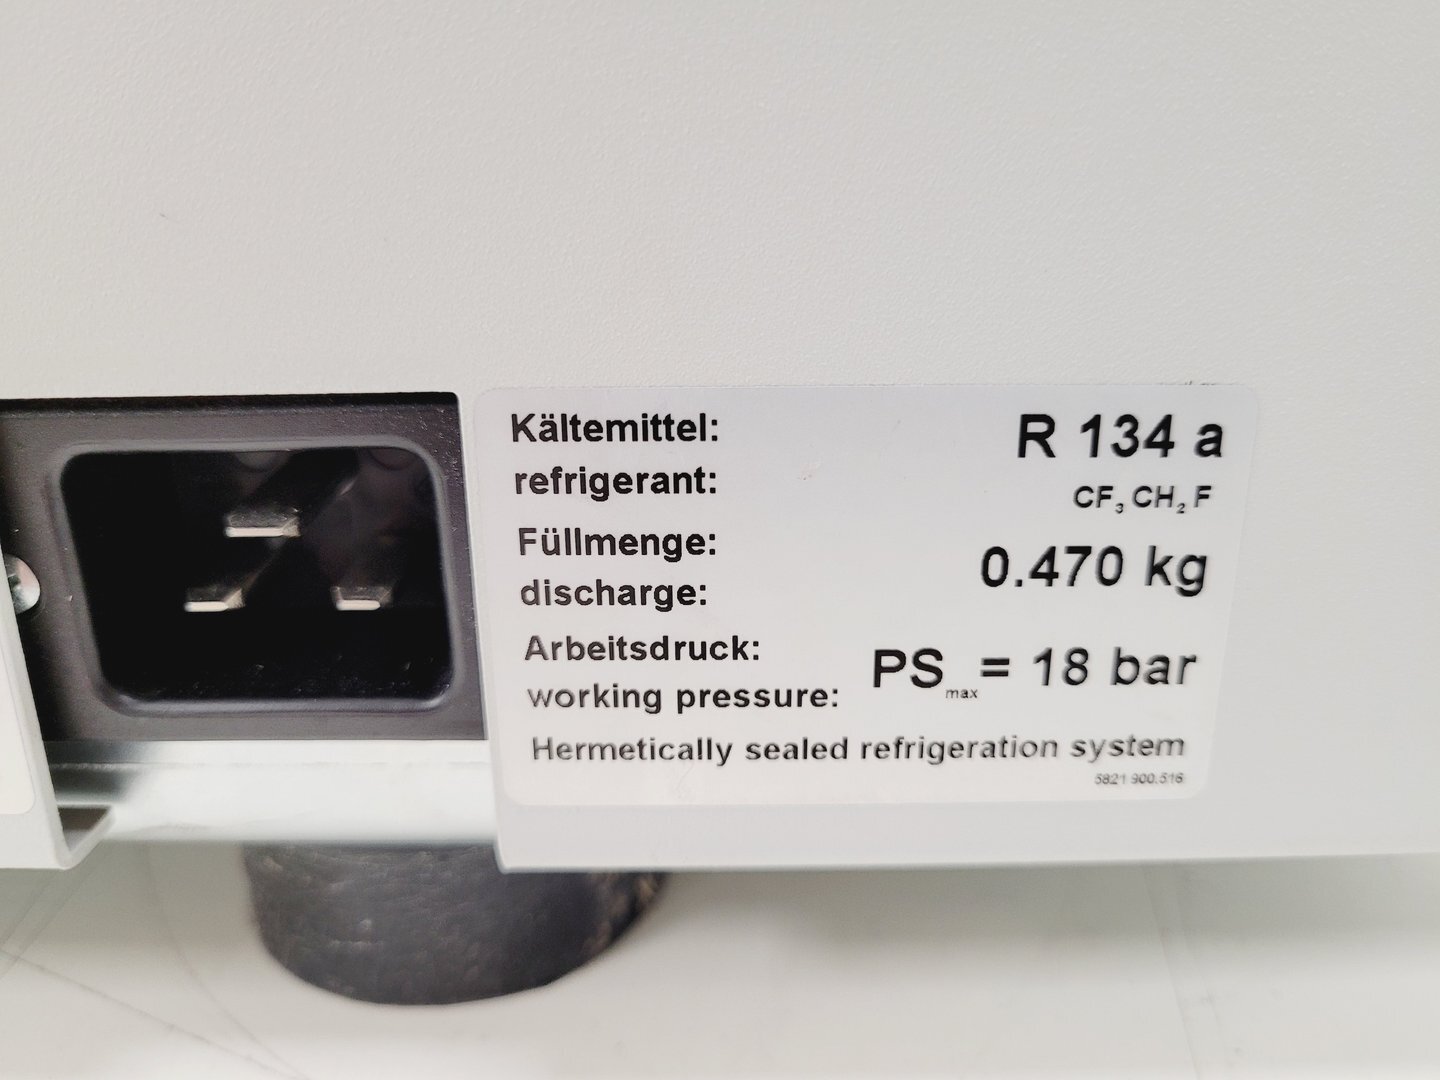 Kältemittel: R 134 a
refrigerant: CF₃ CH₂ F
Füllmenge: 0.470 kg
discharge:
Arbeitsdruck: PSmax = 18 bar
working pressure:
Hermetically sealed refrigeration system
5821 900.516